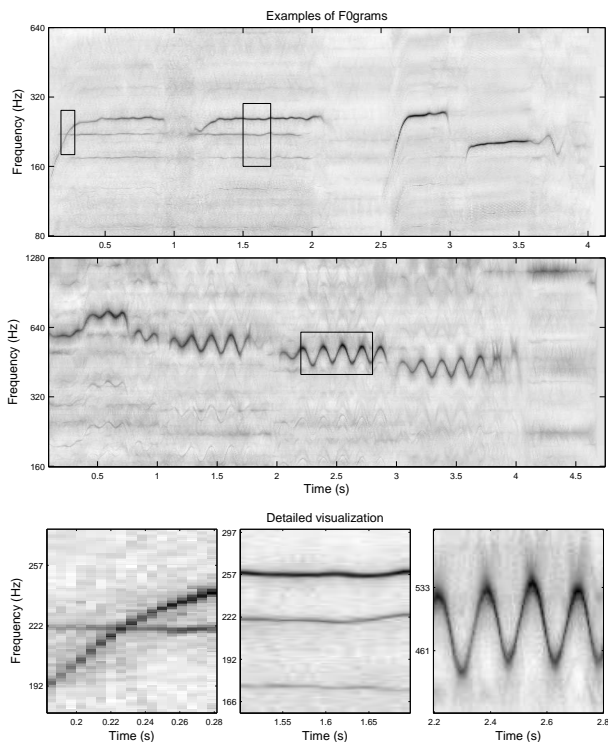 Examples of F0grams
Frequency (Hz)
640
320
160
80
0.5 1 1.5 2 2.5 3 3.5 4
Frequency (Hz)
1280
640
320
160
0.5 1 1.5 2 2.5 3 3.5 4 4.5
Time (s)
Detailed visualization
Frequency (Hz)
257
222
192
0.2 0.22 0.24 0.26 0.28
Time (s)
297
257
222
192
166
1.55 1.6 1.65
Time (s)
533
461
2.2 2.4 2.6 2.8
Time (s)